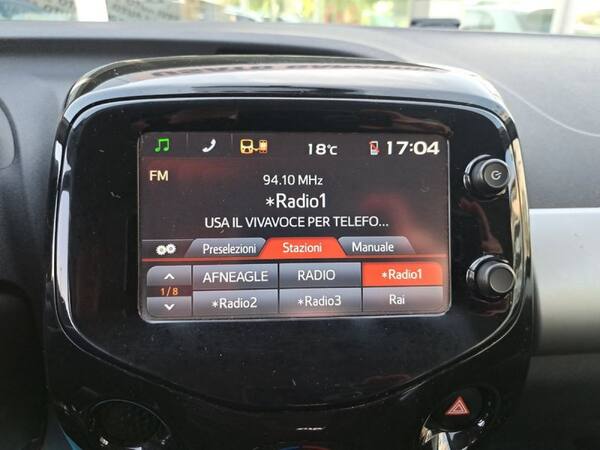 18°C 17:04
FM
94.10 MHz
*Radio1
USA IL VIVAVOCE PER TELEFO...
Preselezioni Stazioni Manuale
AFNEAGLE RADIO *Radio1
1/8
*Radio2 *Radio3 Rai